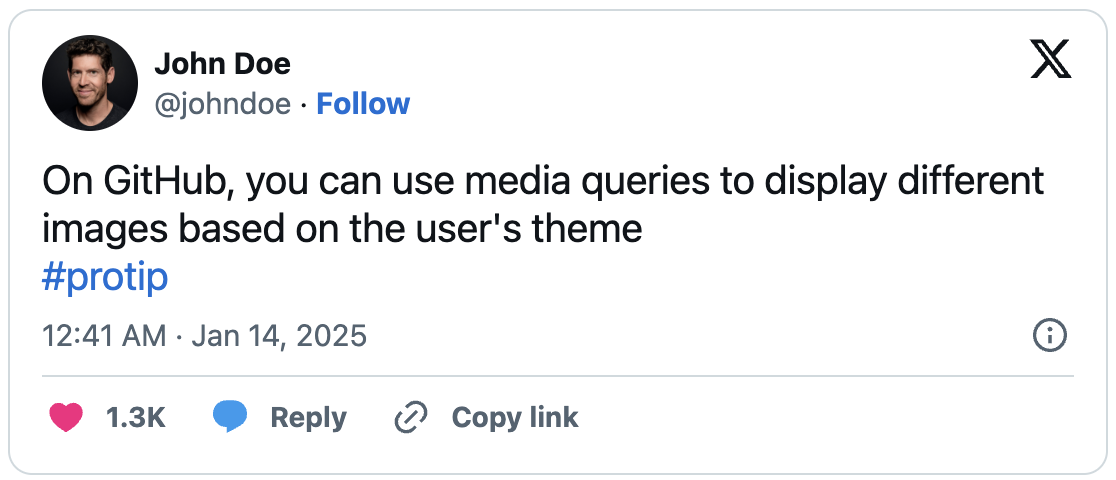 John Doe
@johndoe · Follow
On GitHub, you can use media queries to display different
images based on the user's theme
#protip
12:41 AM · Jan 14, 2025
1.3K Reply Copy link